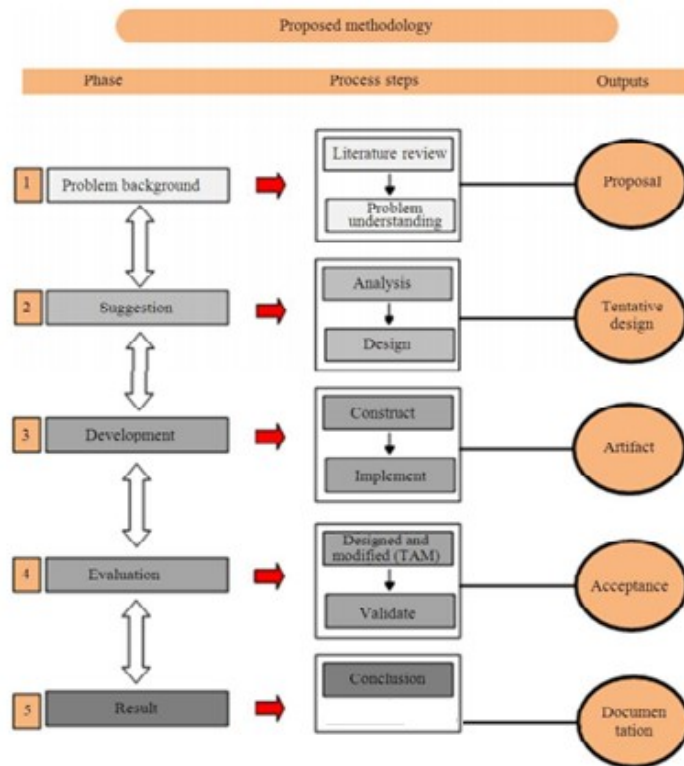 Proposed methodology
Phase
Process steps
Outputs
1
Problem background
Literature review
Problem
understanding
Proposal
2
Suggestion
Analysis
Design
Tentative
design
3
Development
Construct
Implement
Artifact
4
Evaluation
Designed and
modified (TAM)
Validate
Acceptance
5
Result
Conclusion
Documen
tation